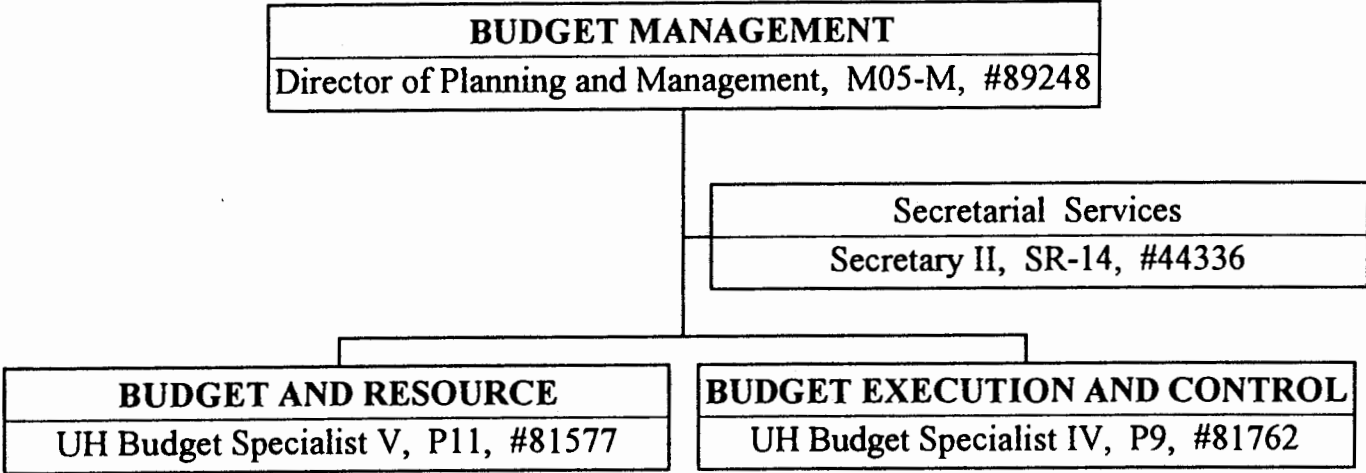 BUDGET MANAGEMENT
Director of Planning and Management, M05-M, #89248
Secretarial Services
Secretary II, SR-14, #44336
BUDGET AND RESOURCE
UH Budget Specialist V, P11, #81577
BUDGET EXECUTION AND CONTROL
UH Budget Specialist IV, P9, #81762